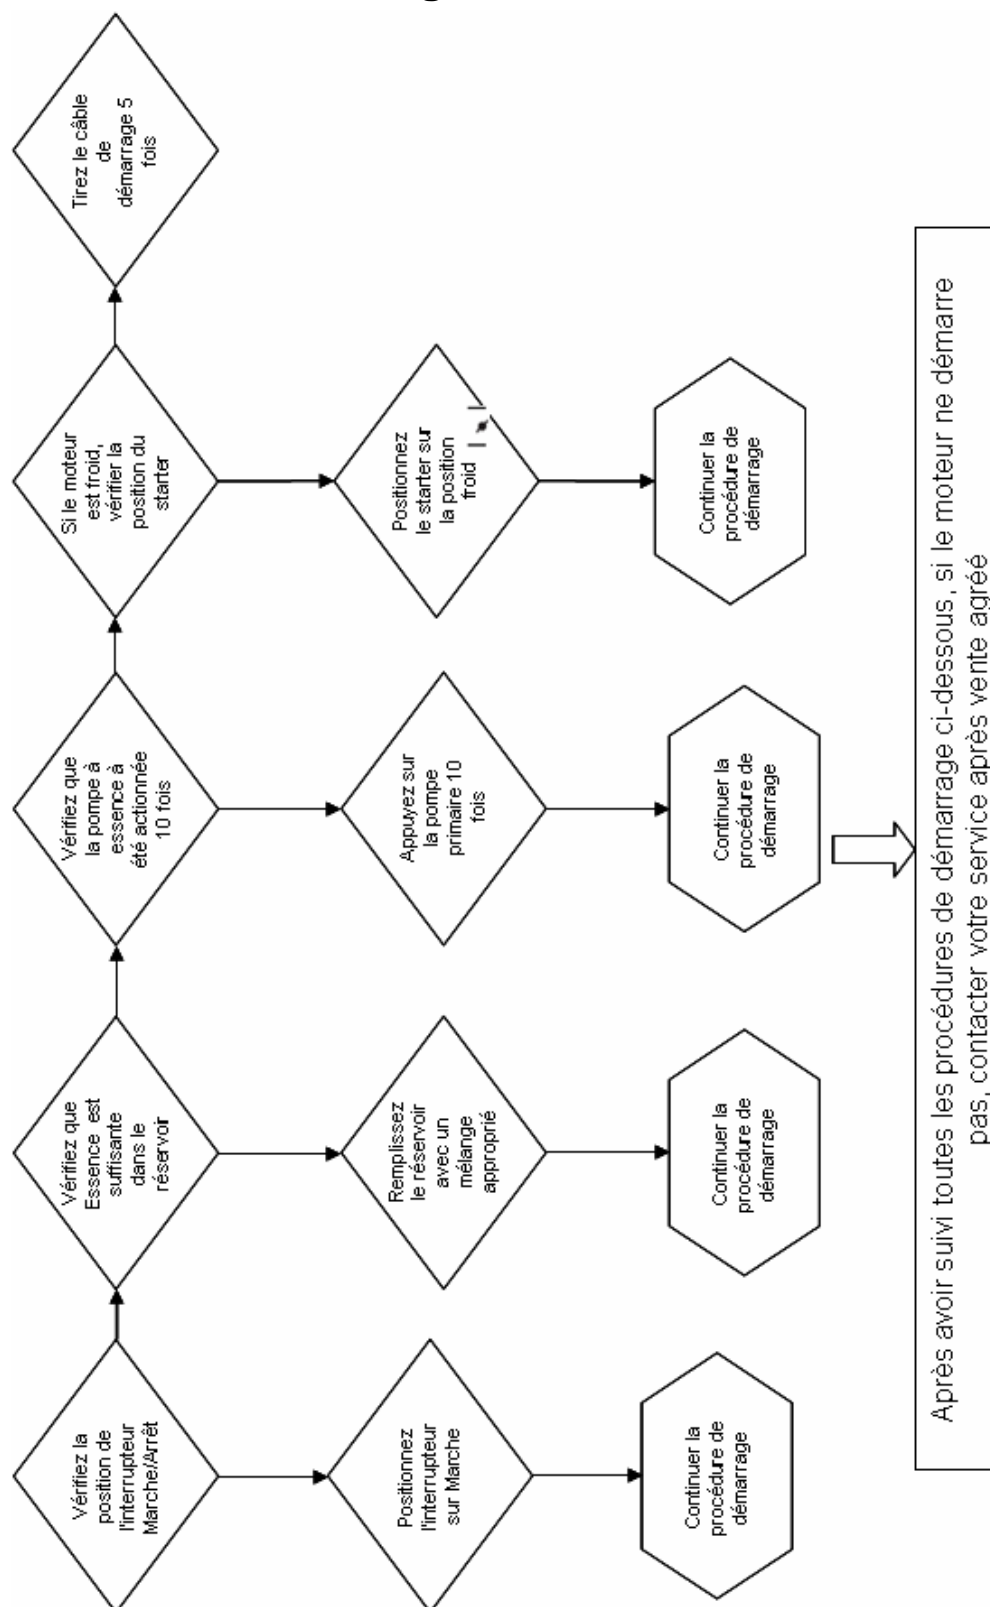 Vérifiez la
position de
l'interrupteur
Marche/Arrêt
Vérifiez que
Essence est
suffisante
dans le
réservoir
Vérifiez que
la pompe à
essence à
été actionnée
10 fois
Si le moteur
est froid,
vérifier la
position du
starter
Tirez le câble
de
démarrage 5
fois
Positionnez
l'interrupteur
sur Marche
Remplissez
le réservoir
avec un
mélange
approprié
Appuyez sur
la pompe
primaire 10
fois
Positionnez
le starter sur
la position
froid
Continuer la
procédure de
démarrage
Continuer la
procédure de
démarrage
Continuer la
procédure de
démarrage
Continuer la
procédure de
démarrage
Après avoir suivi toutes les procédures de démarrage ci-dessous, si le moteur ne démarre
pas, contacter votre service après vente agréé